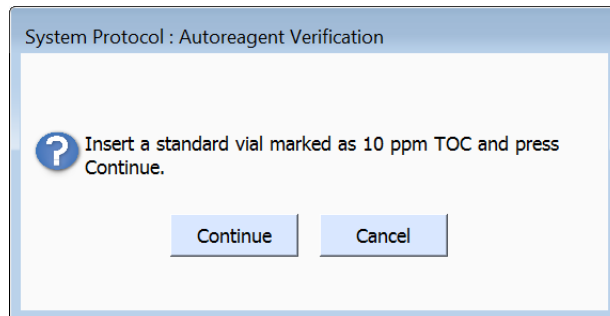 System Protocol : Autoreagent Verification
Insert a standard vial marked as 10 ppm TOC and press
Continue.
Continue Cancel